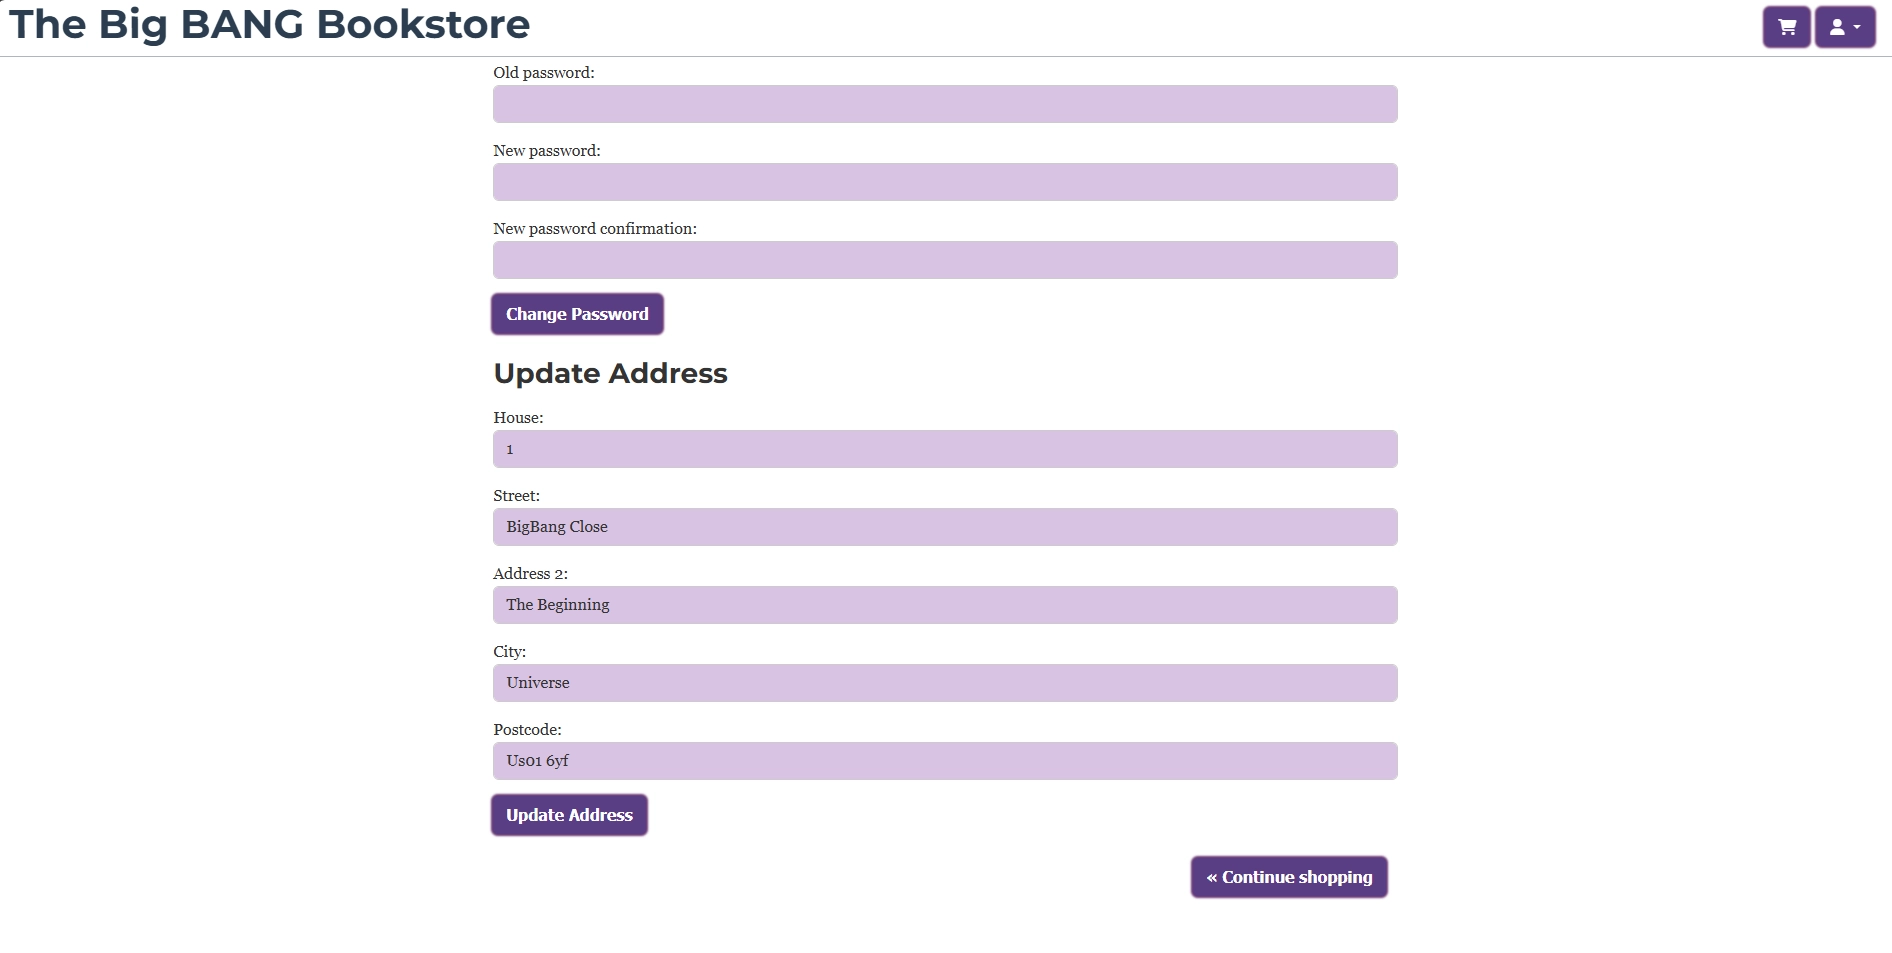 The Big BANG Bookstore
Old password:
New password:
New password confirmation:
Change Password
Update Address
House:
1
Street:
BigBang Close
Address 2:
The Beginning
City:
Universe
Postcode:
Us01 6yf
Update Address
« Continue shopping